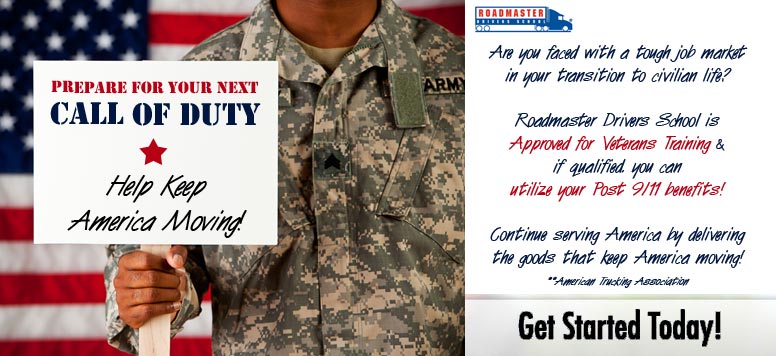 PREPARE FOR YOUR NEXT
CALL OF DUTY
Help Keep
America Moving!
ARMY
ROADMASTER
DRIVERS SCHOOL
Are you faced with a tough job market
in your transition to civilian life?
Roadmaster Drivers School is
Approved for Veterans Training &
if qualified, you can
utilize your Post 9/11 benefits!
Continue serving America by delivering
the goods that keep America moving!
**American Trucking Association
Get Started Today!